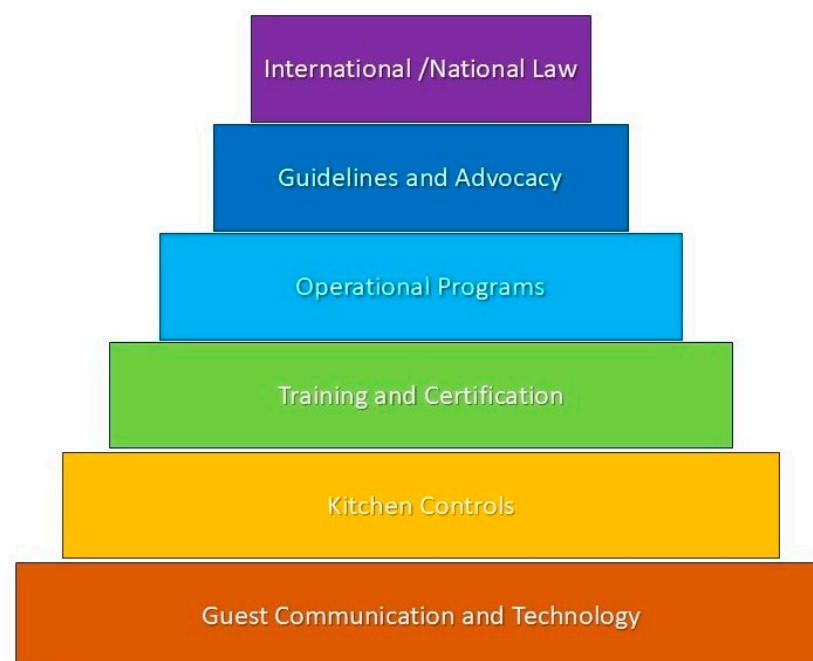 International /National Law
Guidelines and Advocacy
Operational Programs
Training and Certification
Kitchen Controls
Guest Communication and Technology